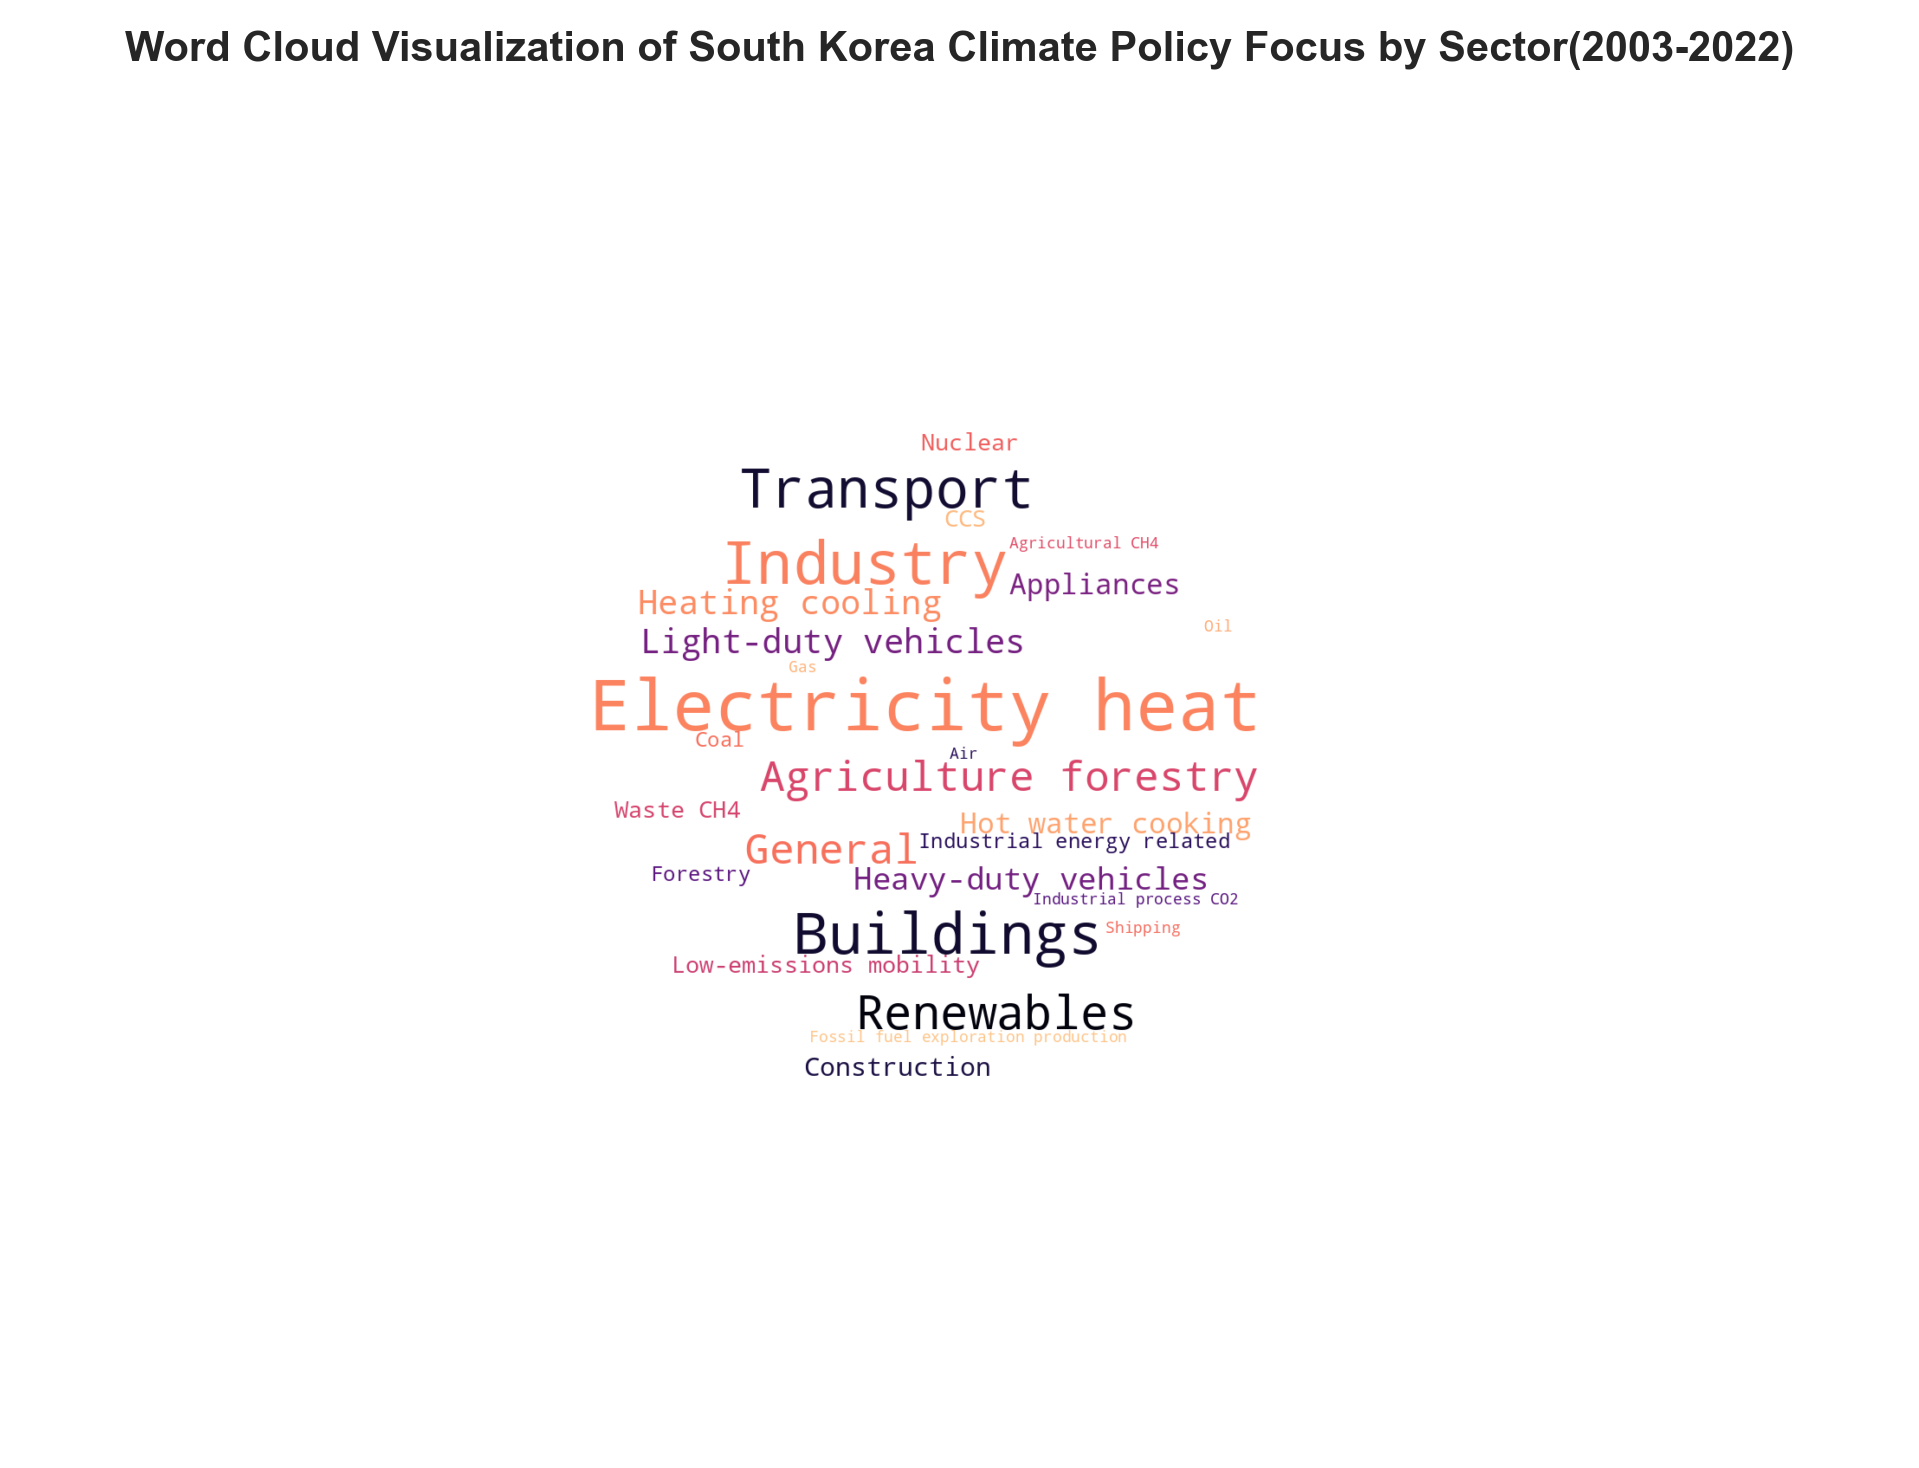 Word Cloud Visualization of South Korea Climate Policy Focus by Sector(2003-2022)
Nuclear
Transport
CCS
Industry
Agricultural CH4
Appliances
Heating cooling
Oil
Light-duty vehicles
Gas
Electricity heat
Coal
Air
Agriculture forestry
Waste CH4
Hot water cooking
General
Industrial energy related
Forestry
Heavy-duty vehicles
Industrial process CO2
Buildings
Shipping
Low-emissions mobility
Renewables
Fossil fuel exploration production
Construction